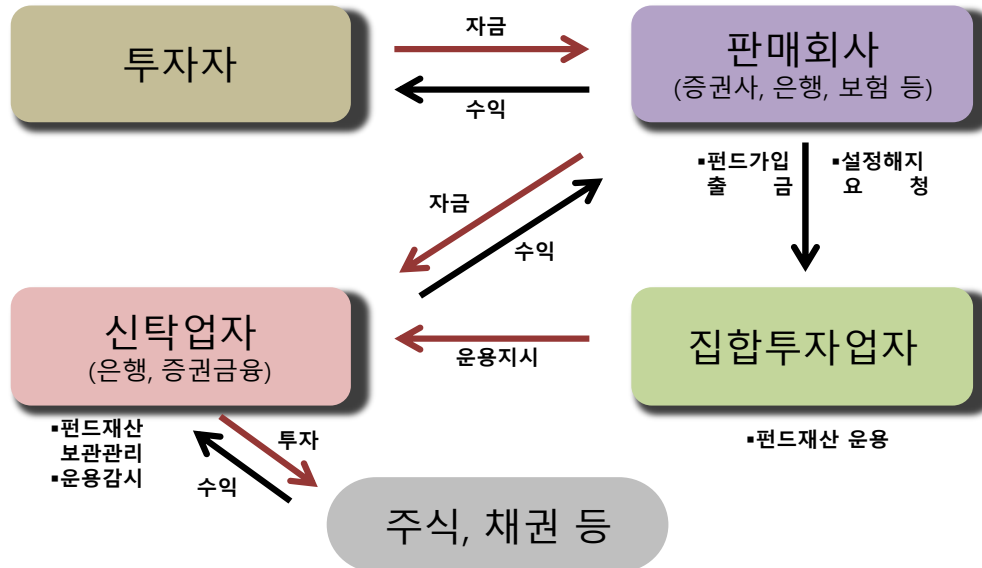 투자자
자금
수익
판매회사
(증권사, 은행, 보험 등)
▪펀드가입
출 금
▪설정해지
요 청
자금
수익
신탁업자
(은행, 증권금융)
운용지시
집합투자업자
▪펀드재산
보관관리
▪운용감시
투자
수익
▪펀드재산 운용
주식, 채권 등